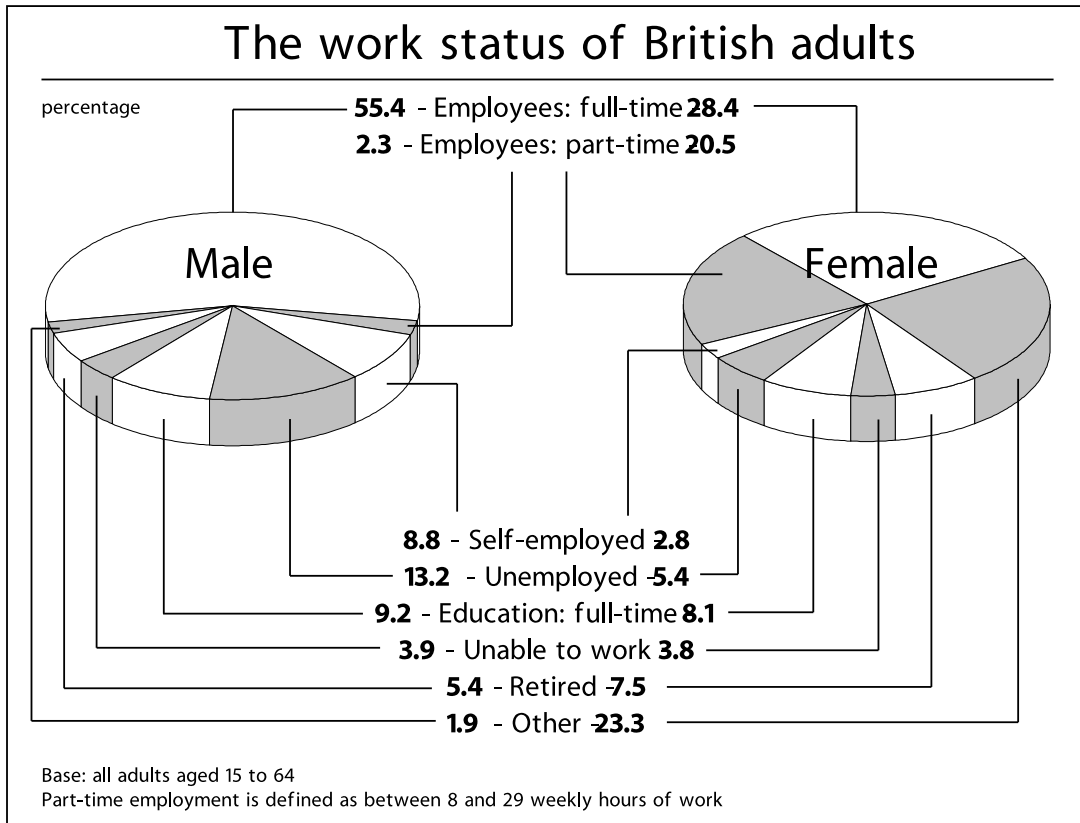 The work status of British adults
percentage
55.4 - Employees: full-time - 28.4
2.3 - Employees: part-time - 20.5
Male
Female
8.8 - Self-employed - 2.8
13.2 - Unemployed - 5.4
9.2 - Education: full-time 8.1
3.9 - Unable to work 3.8
5.4 - Retired - 7.5
1.9 - Other - 23.3
Base: all adults aged 15 to 64
Part-time employment is defined as between 8 and 29 weekly hours of work